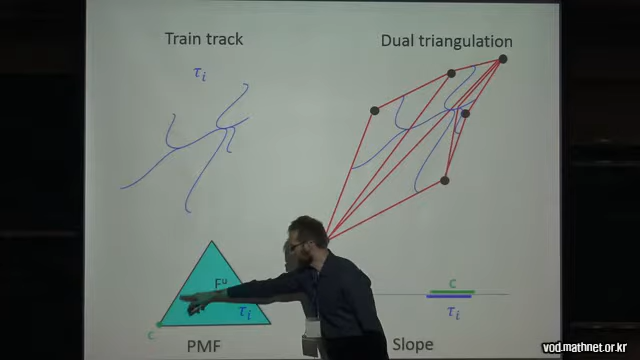 Train track
Dual triangulation
τi
Fu
τi
c
PMF
c
τi
Slope
vod.mathnet.or.kr